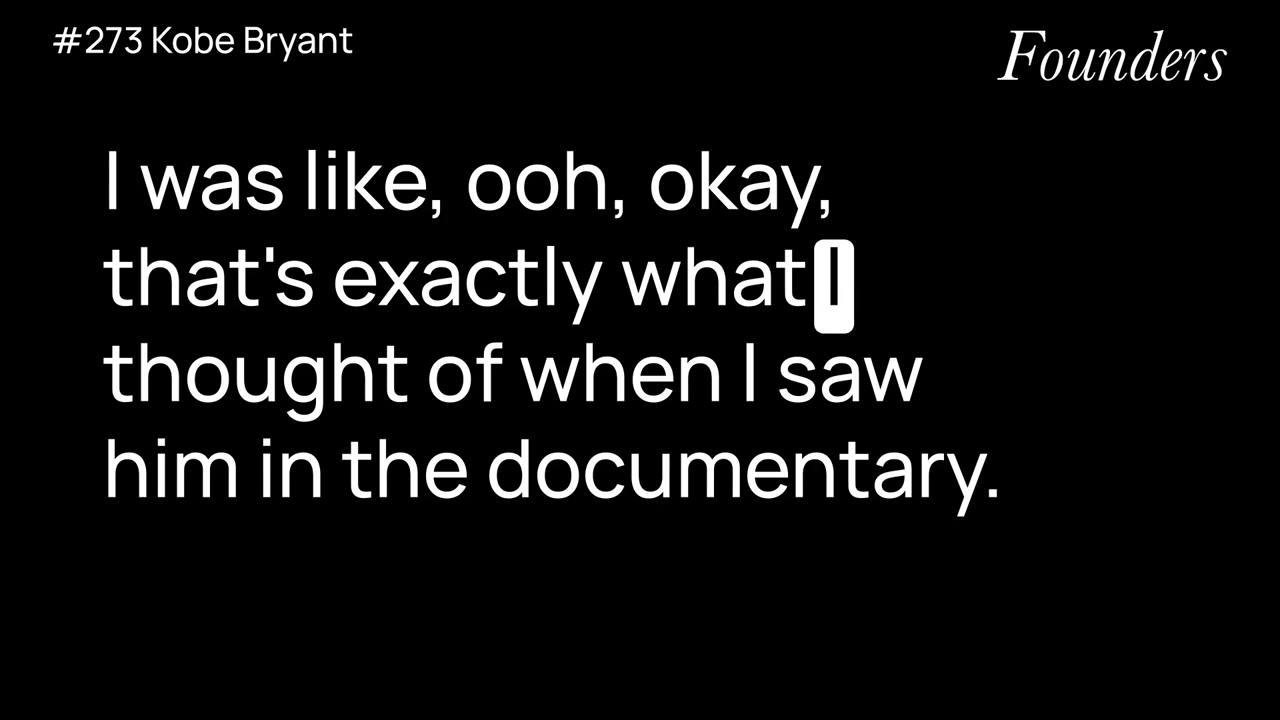 #273 Kobe Bryant
Founders
I was like, ooh, okay,
that's exactly what I
thought of when I saw
him in the documentary.